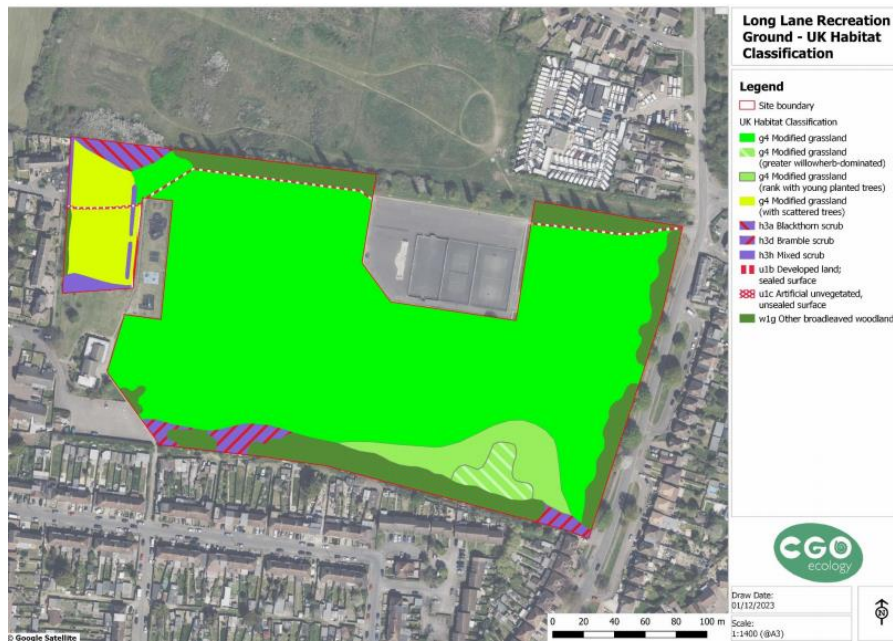 Long Lane Recreation
Ground - UK Habitat
Classification
Legend
Site boundary
UK Habitat Classification
g4 Modified grassland
g4 Modified grassland
(greater willowherb-dominated)
g4 Modified grassland
(rank with young planted trees)
g4 Modified grassland
(with scattered trees)
h3a Blackthorn scrub
h3d Bramble scrub
h3h Mixed scrub
u1b Developed land;
sealed surface
u1c Artificial unvegetated,
unsealed surface
w1g Other broadleaved woodland
CGO
ecology
Draw Date:
01/12/2023
Scale:
1:1400 (@A3)
N
0 20 40 60 80 100 m
© Google Satellite